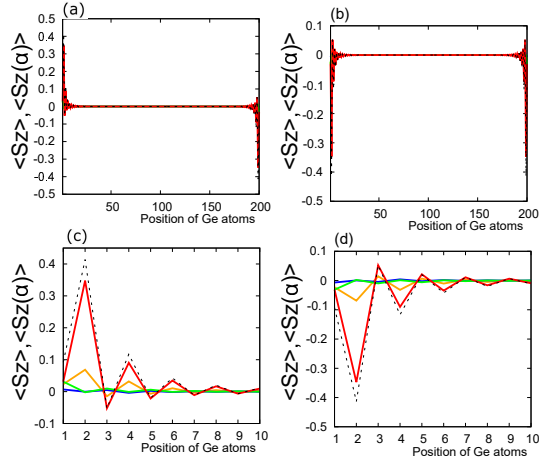 (a)
0.5
0.4
0.3
0.2
0.1
0
-0.1
-0.2
-0.3
-0.4
-0.5
<Sz>,<Sz(α)>
50 100 150 200
Position of Ge atoms
(b)
0.1
0
-0.1
-0.2
-0.3
-0.4
-0.5
<Sz>,<Sz(α)>
50 100 150 200
Position of Ge atoms
(c)
0.4
0.3
0.2
0.1
0
-0.1
<Sz>,<Sz(α)>
1 2 3 4 5 6 7 8 9 10
Position of Ge atoms
(d)
0.1
0
-0.1
-0.2
-0.3
-0.4
-0.5
<Sz>,<Sz(α)>
1 2 3 4 5 6 7 8 9 10
Position of Ge atoms